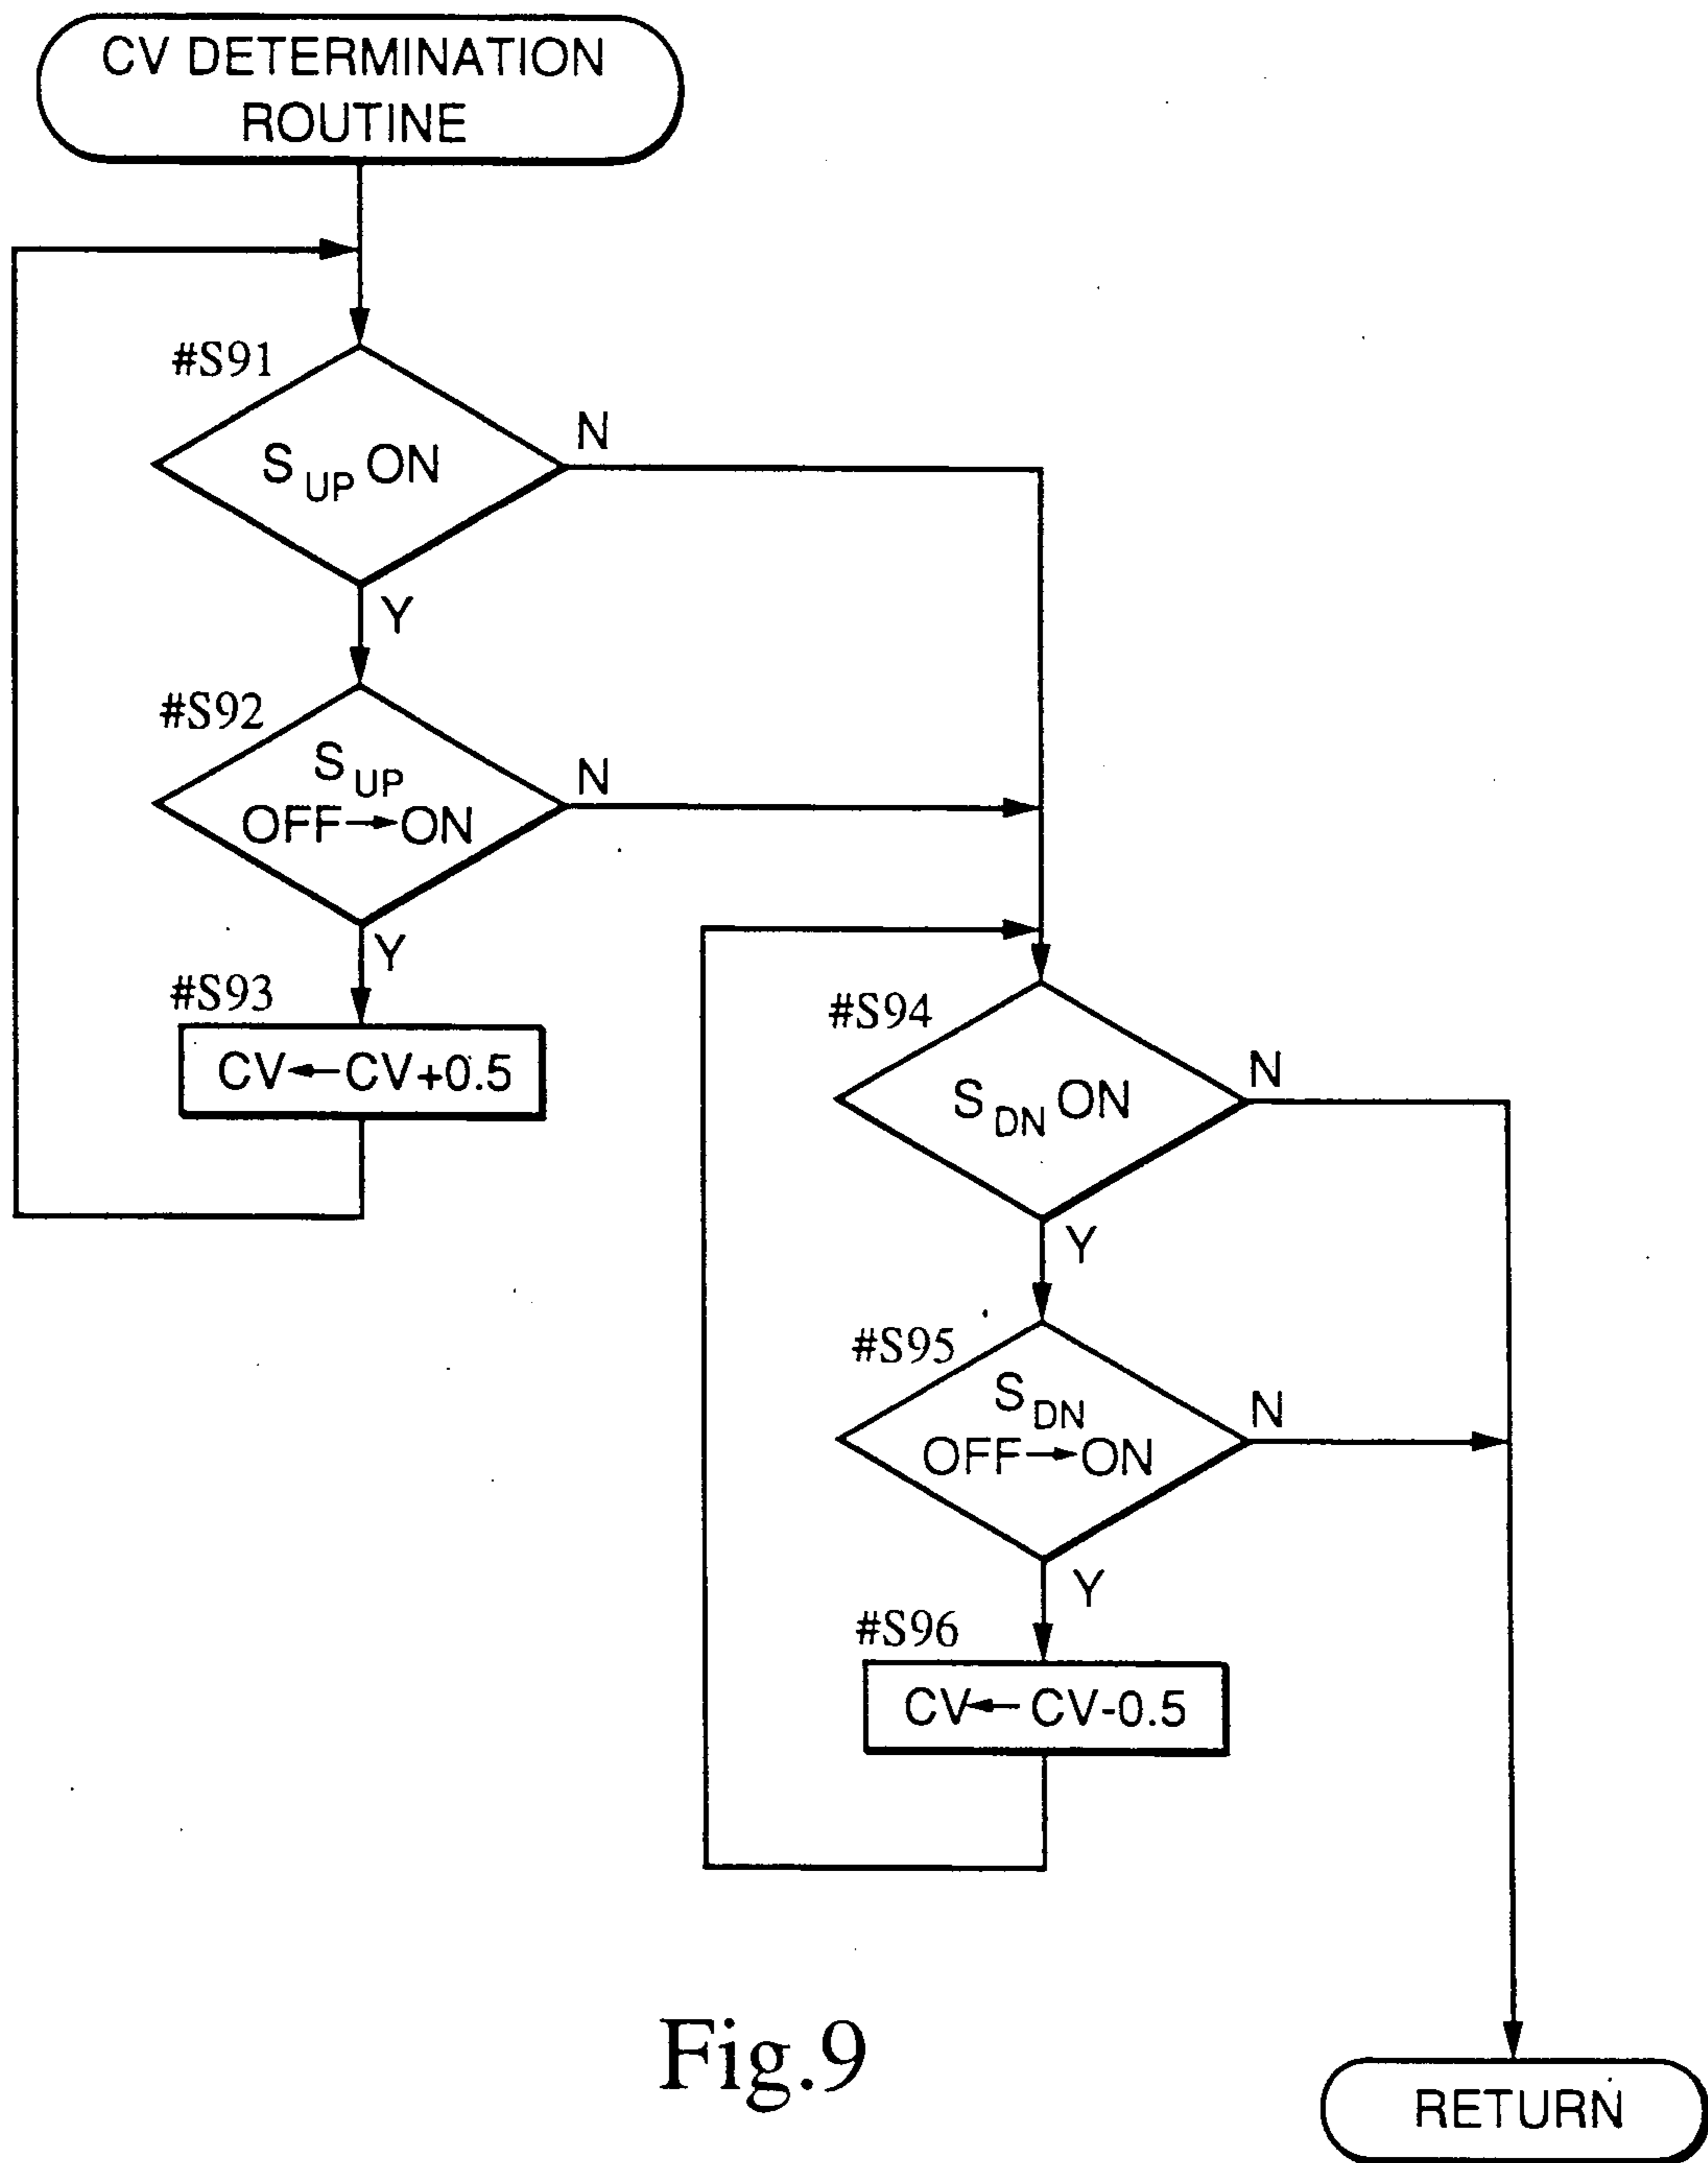 CV DETERMINATION
ROUTINE
#S91
S UP ON
N
Y
#S92
S UP
OFF→ON
N
Y
#S93
CV←CV+0.5
#S94
S DN ON
N
Y
#S95
S DN
OFF→ON
N
Y
#S96
CV←CV-0.5
Fig.9
RETURN